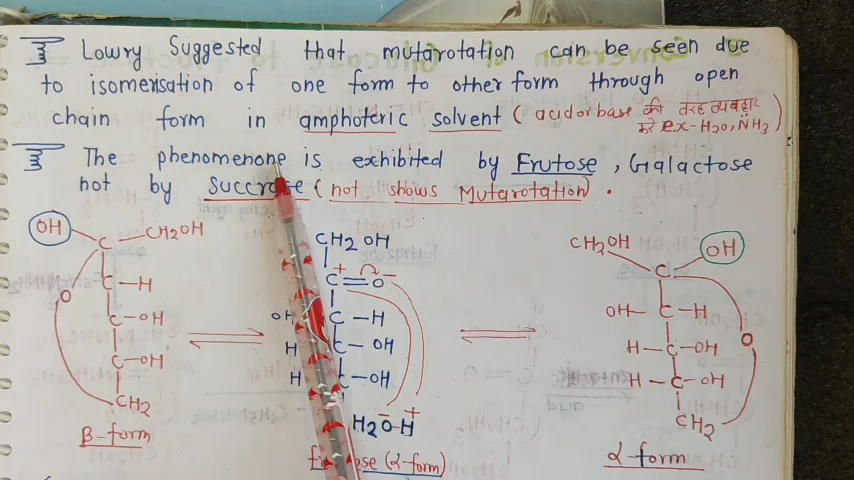 Lowry Suggested that mutarotation can be seen due
to isomerisation of one form to other form through open
chain form in amphoteric solvent ( acid or base की तरह व्यवहार
करे ex- H2O, N̈H3 )
The phenomenone is exhibited by Frutose , Galactose
not by Succrose ( not shows Mutarotation ) .
OH C CH2OH
C - H
O
C - OH
C - OH
CH2
β-form
CH2 OH
C+ = O-
OH C - H
H C - OH
H C - OH
H2O - H+
(α-form)
CH2OH OH
C
OH - C - H
O
H - C - OH
H - C - OH
CH2
α-form